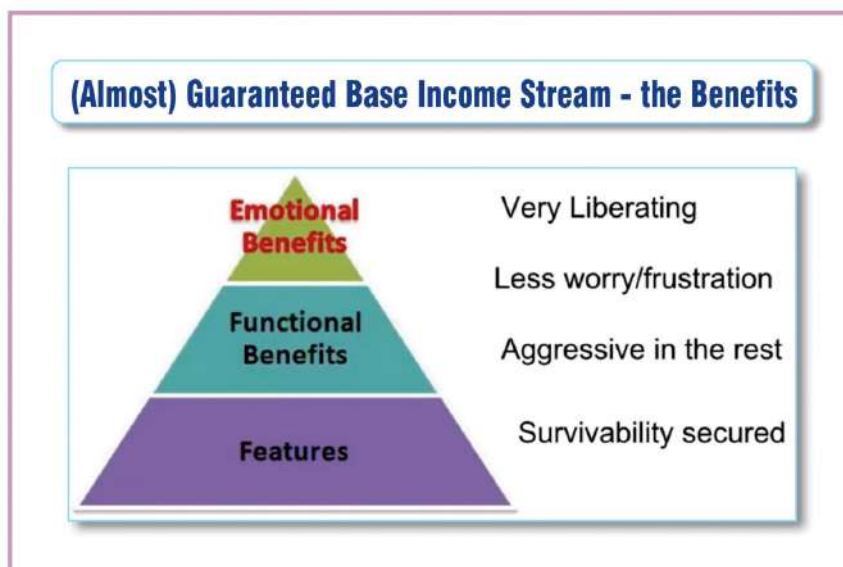 (Almost) Guaranteed Base Income Stream - the Benefits
Emotional
Benefits
Functional
Benefits
Features
Very Liberating
Less worry/frustration
Aggressive in the rest
Survivability secured